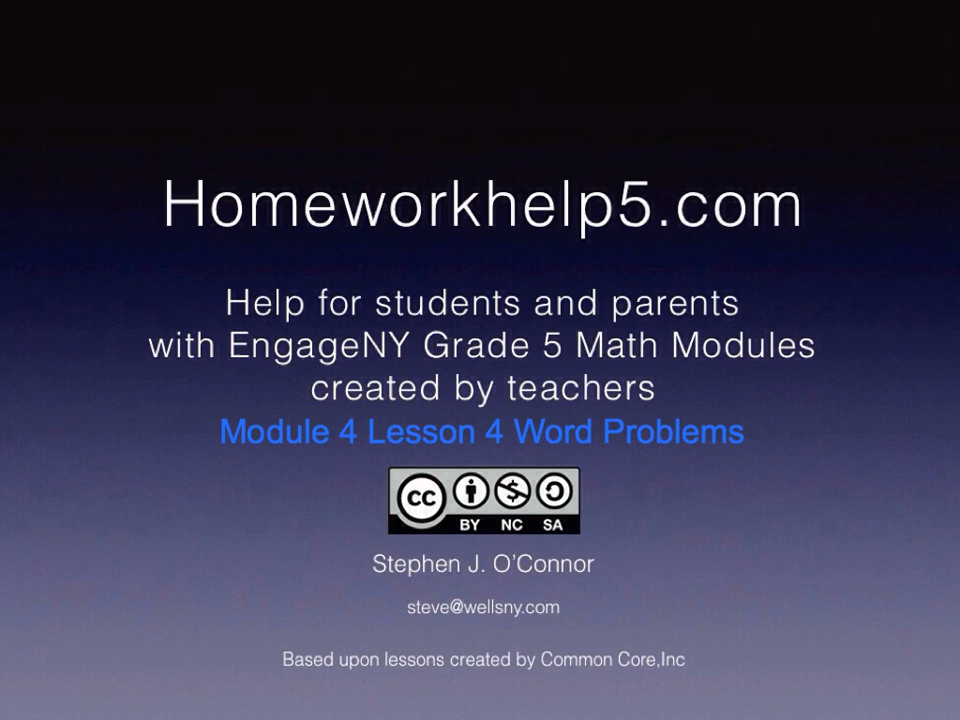 Homeworkhelp5.com
Help for students and parents
with EngageNY Grade 5 Math Modules
created by teachers
Module 4 Lesson 4 Word Problems
cc
BY NC SA
Stephen J. O'Connor
steve@wellsny.com
Based upon lessons created by Common Core,Inc